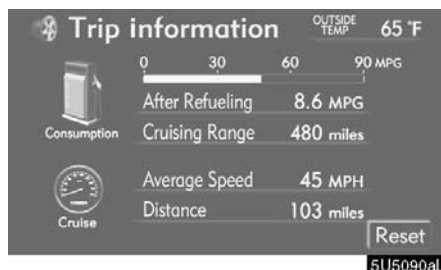 Trip information OUTSIDE TEMP 65 °F
0 30 60 90 MPG
After Refueling 8.6 MPG
Consumption Cruising Range 480 miles
Average Speed 45 MPH
Cruise Distance 103 miles
Reset
5U5090aL